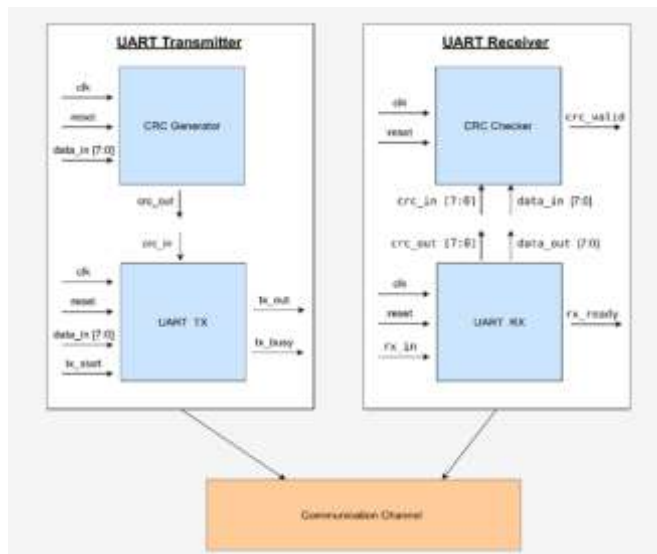 UART Transmitter
clk
reset
data_in [7:0]
CRC Generator
crc_out
crc_in
clk
reset
data_in [7:0]
tx_start
UART TX
tx_out
tx_busy
UART Receiver
clk
reset
CRC Checker
crc_valid
crc_in [7:0]
data_in [7:0]
crc_out [7:0]
data_out [7:0]
clk
reset
rx_in
UART RX
rx_ready
Communication Channel